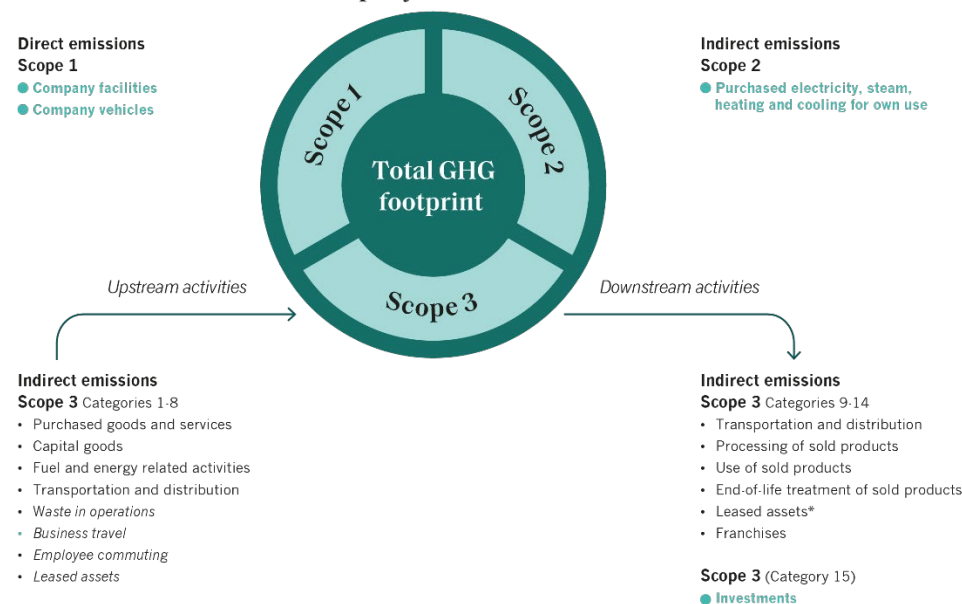 Direct emissions
Scope 1
Company facilities
Company vehicles
Indirect emissions
Scope 2
Purchased electricity, steam,
heating and cooling for own use
Scope 1
Scope 2
Total GHG
footprint
Scope 3
Upstream activities
Downstream activities
Indirect emissions
Scope 3 Categories 1-8
• Purchased goods and services
• Capital goods
• Fuel and energy related activities
• Transportation and distribution
• Waste in operations
• Business travel
• Employee commuting
• Leased assets
Indirect emissions
Scope 3 Categories 9-14
• Transportation and distribution
• Processing of sold products
• Use of sold products
• End-of-life treatment of sold products
• Leased assets*
• Franchises
Scope 3 (Category 15)
Investments